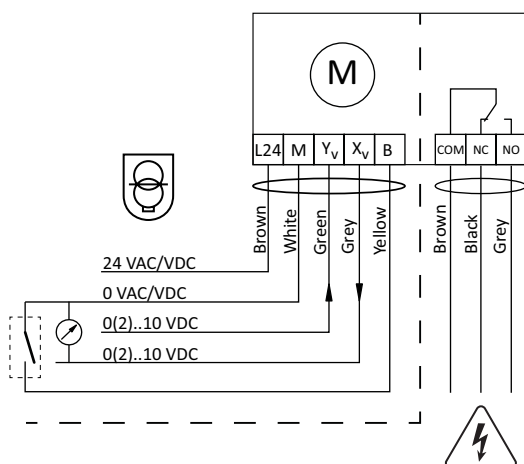 M
L24 M Yv Xv B COM NC NO
Brown White Green Grey Yellow Brown Black Grey
24 VAC/VDC
0 VAC/VDC
0(2)..10 VDC
0(2)..10 VDC